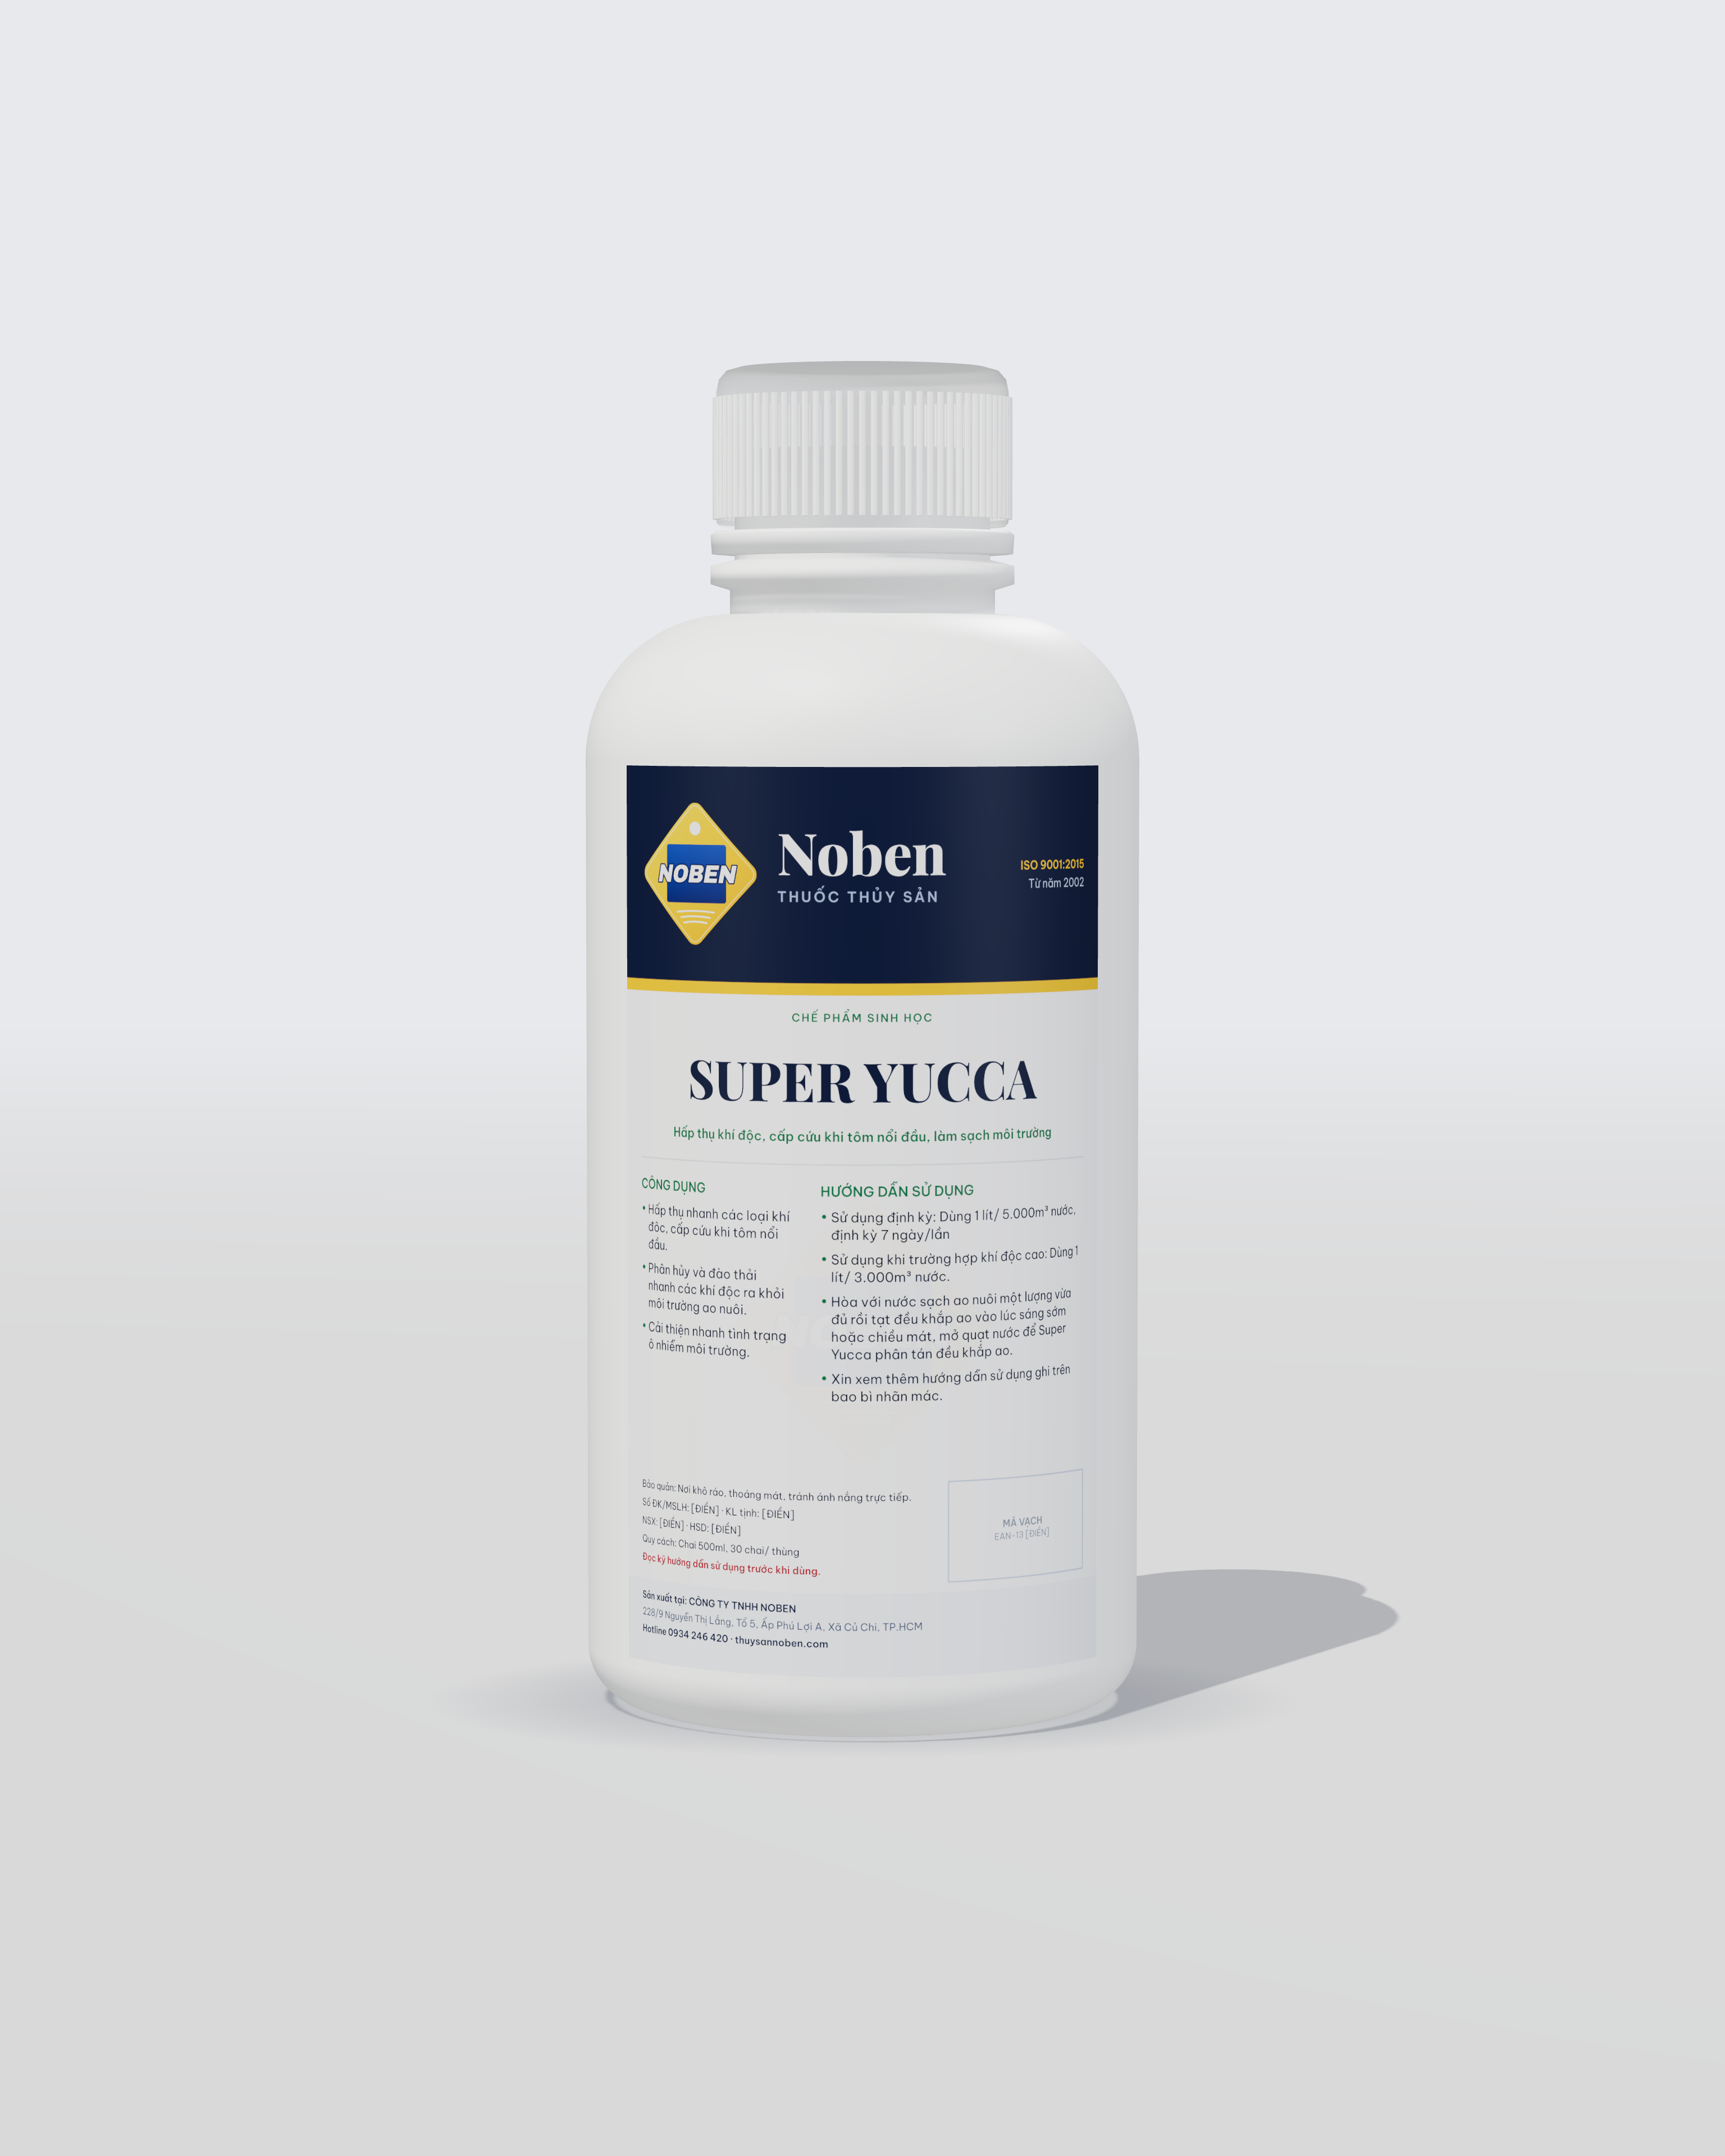 NOBEN
Noben
THUỐC THỦY SẢN
ISO 9001:2015
Từ năm 2002
CHẾ PHẨM SINH HỌC
SUPER YUCCA
Hấp thụ khí độc, cấp cứu khi tôm nổi đầu, làm sạch môi trường
CÔNG DỤNG
• Hấp thụ nhanh các loại khí
độc, cấp cứu khi tôm nổi
đầu.
• Phân hủy và đào thải
nhanh các khí độc ra khỏi
môi trường ao nuôi.
• Cải thiện nhanh tình trạng
ô nhiễm môi trường.
HƯỚNG DẪN SỬ DỤNG
• Sử dụng định kỳ: Dùng 1 lít/ 5.000m³ nước,
định kỳ 7 ngày/lần
• Sử dụng khi trường hợp khí độc cao: Dùng 1
lít/ 3.000m³ nước.
• Hòa với nước sạch ao nuôi một lượng vừa
đủ rồi tạt đều khắp ao vào lúc sáng sớm
hoặc chiều mát, mở quạt nước để Super
Yucca phân tán đều khắp ao.
• Xin xem thêm hướng dẫn sử dụng ghi trên
bao bì nhãn mác.
Bảo quản: Nơi khô ráo, thoáng mát, tránh ánh nắng trực tiếp.
Số ĐK/MSLH: [ĐIỀN] · KL tịnh: [ĐIỀN]
NSX: [ĐIỀN] · HSD: [ĐIỀN]
Quy cách: Chai 500ml, 30 chai/ thùng
Đọc kỹ hướng dẫn sử dụng trước khi dùng.
MÃ VẠCH
EAN-13 [ĐIỀN]
Sản xuất tại: CÔNG TY TNHH NOBEN
228/9 Nguyễn Thị Lắng, Tổ 5, Ấp Phú Lợi A, Xã Củ Chi, TP.HCM
Hotline 0934 246 420 · thuysannoben.com